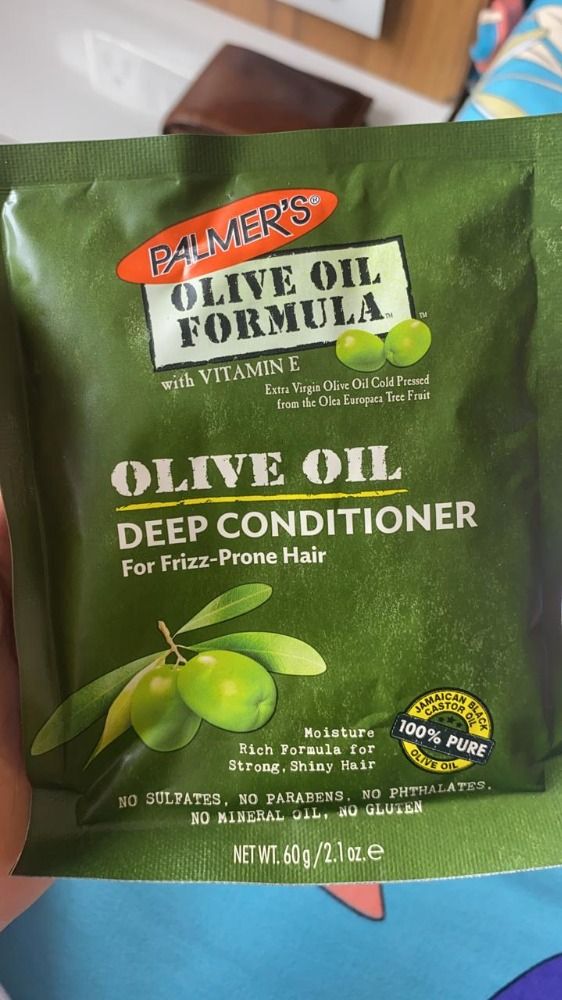 PALMER'S®
OLIVE OIL
FORMULA™
with VITAMIN E
Extra Virgin Olive Oil Cold Pressed
from the Olea Europaea Tree Fruit
OLIVE OIL
DEEP CONDITIONER
For Frizz-Prone Hair
Moisture
Rich Formula for
Strong, Shiny Hair
JAMAICAN BLACK
CASTOR OIL
100% PURE
OLIVE OIL
NO SULFATES, NO PARABENS, NO PHTHALATES,
NO MINERAL OIL, NO GLUTEN
NET WT. 60g/2.1 oz.℮